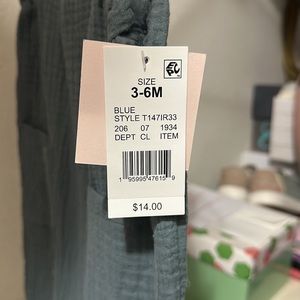 SIZE
3-6M
BLUE
STYLE T147IR33
206 07 1934
DEPT CL ITEM
1 95995 47615 9
$14.00